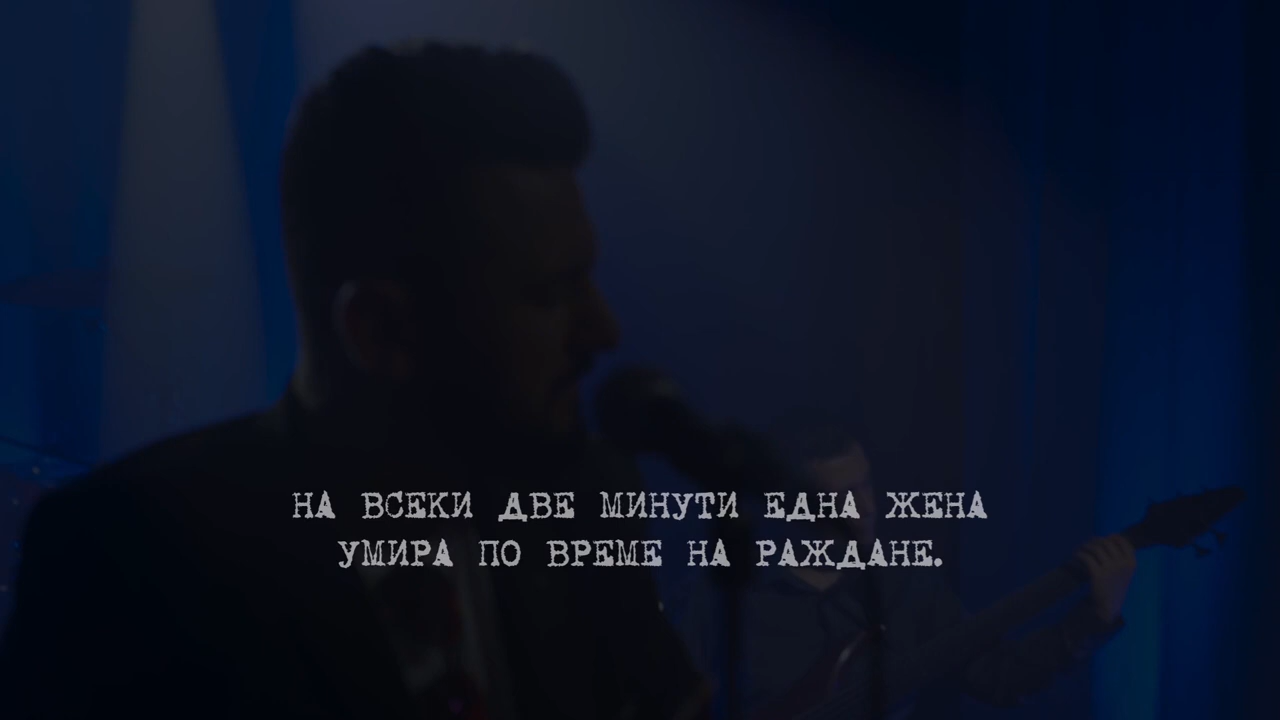 НА ВСЕКИ ДВЕ МИНУТИ ЕДНА ЖЕНА
УМИРА ПО ВРЕМЕ НА РАЖДАНЕ.